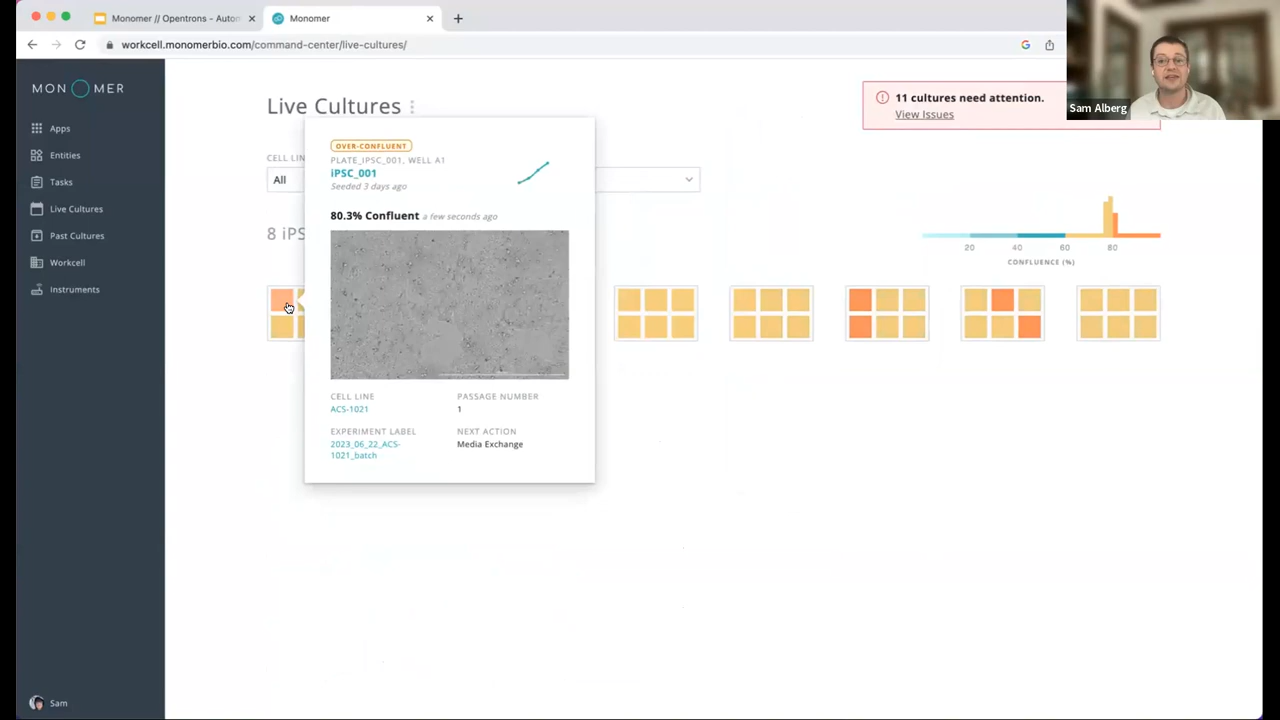 Monomer // Opentrons - Auto
Monomer
workcell.monomerbio.com/command-center/live-cultures/
MONOMER
Apps
Entities
Tasks
Live Cultures
Past Cultures
Workcell
Instruments
Sam
Live Cultures
11 cultures need attention.
View Issues
Sam Alberg
CELL LIN
All
8 iPS
OVER-CONFLUENT
PLATE_IPSC_001, WELL A1
iPSC_001
Seeded 3 days ago
80.3% Confluent a few seconds ago
CELL LINE
ACS-1021
PASSAGE NUMBER
1
EXPERIMENT LABEL
2023_06_22_ACS-
1021_batch
NEXT ACTION
Media Exchange
20 40 60 80
CONFLUENCE (%)